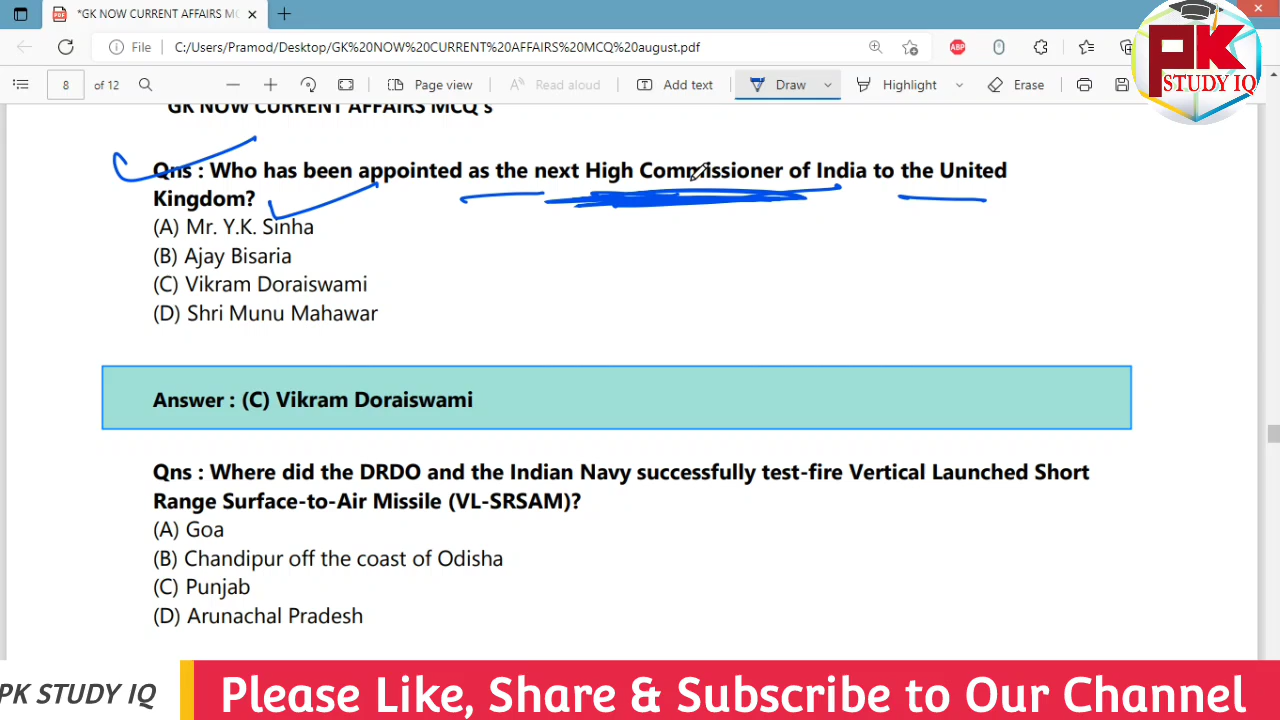 *GK NOW CURRENT AFFAIRS MC
File C:/Users/Pramod/Desktop/GK%20NOW%20CURRENT%20AFFAIRS%20MCQ%20august.pdf
ABP
8 of 12
Page view
Read aloud
Add text
Draw
Highlight
Erase
PK
STUDY IQ
GK NOW CURRENT AFFAIRS MCQ's
Qns : Who has been appointed as the next High Commissioner of India to the United
Kingdom?
(A) Mr. Y.K. Sinha
(B) Ajay Bisaria
(C) Vikram Doraiswami
(D) Shri Munu Mahawar
Answer : (C) Vikram Doraiswami
Qns : Where did the DRDO and the Indian Navy successfully test-fire Vertical Launched Short
Range Surface-to-Air Missile (VL-SRSAM)?
(A) Goa
(B) Chandipur off the coast of Odisha
(C) Punjab
(D) Arunachal Pradesh
PK STUDY IQ
Please Like, Share & Subscribe to Our Channel